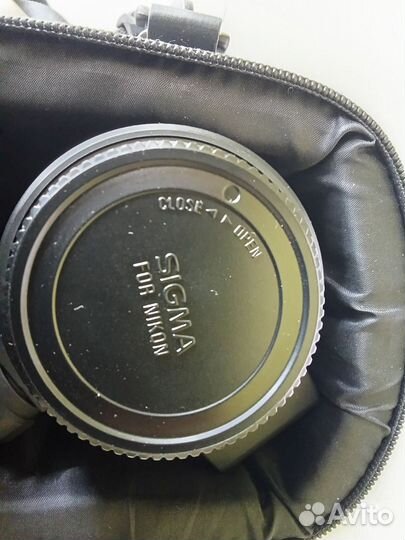 CLOSE ◅ ▷ OPEN
SIGMA
FOR NIKON
Avito